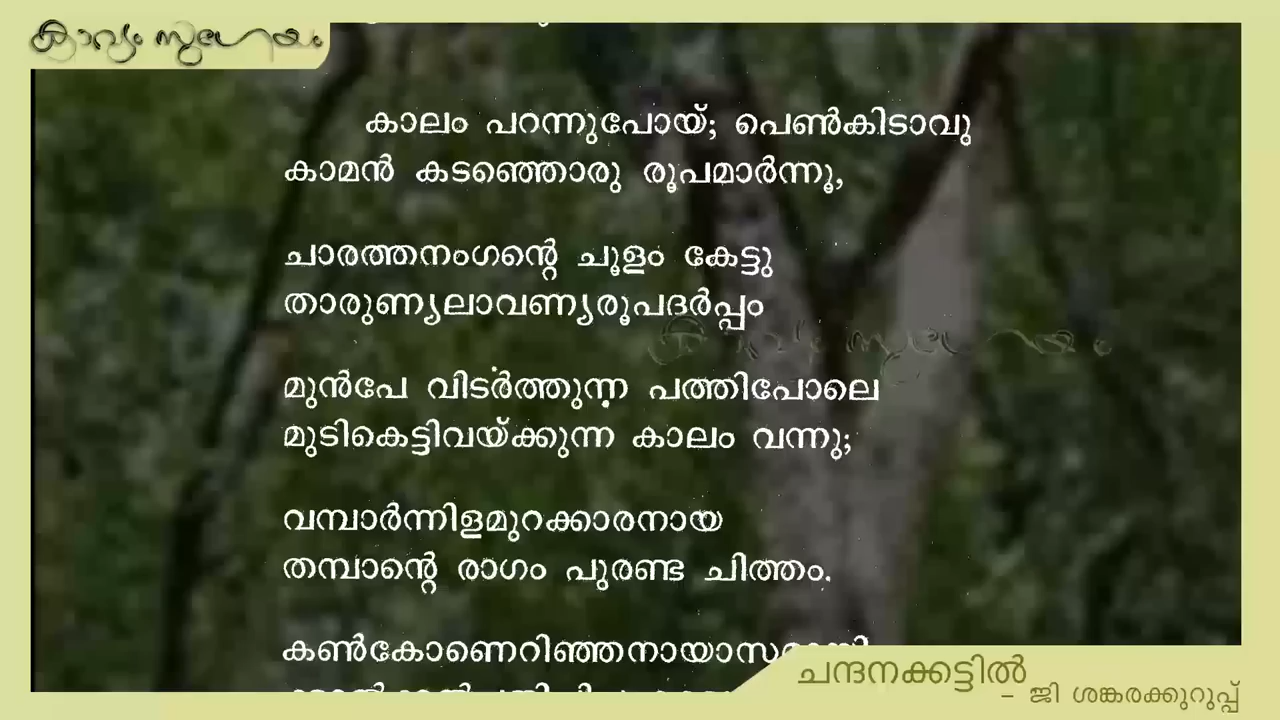 കാവ്യം സുഗേയം
കാലം പറന്നുപോയ്; പെൺകിടാവു
കാമൻ കടഞ്ഞൊരു രൂപമാർന്നൂ,
ചാരത്തനംഗന്റെ ചൂളം കേട്ടു
താരുണ്യലാവണ്യരൂപദർപ്പം
കാവ്യം സുഗേയം
മുൻപേ വിടർത്തുന്ന പത്തിപോലെ
മുടികെട്ടിവയ്ക്കുന്ന കാലം വന്നു;
വമ്പാർന്നിളമുറക്കാരനായ
തമ്പാന്റെ രാഗം പുരണ്ട ചിത്തം.
ചന്ദനക്കട്ടിൽ
– ജി ശങ്കരക്കുറുപ്പ്